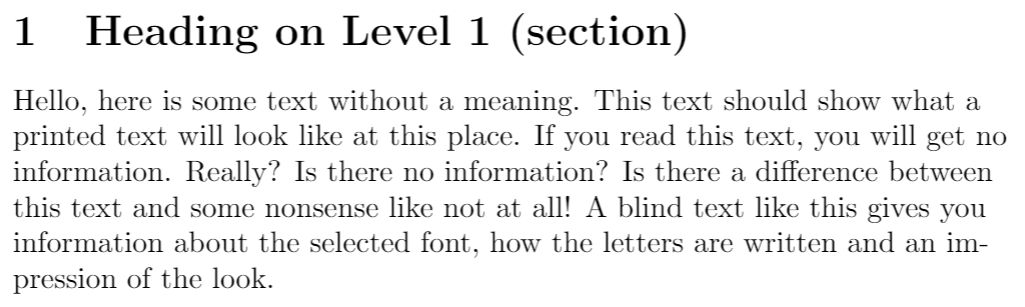 1 Heading on Level 1 (section)
Hello, here is some text without a meaning. This text should show what a
printed text will look like at this place. If you read this text, you will get no
information. Really? Is there no information? Is there a difference between
this text and some nonsense like not at all! A blind text like this gives you
information about the selected font, how the letters are written and an im-
pression of the look.